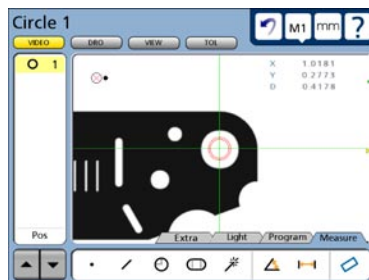 Circle 1
M1 mm ?
VIDEO DRO VIEW TOL
1
X 1.0181
Y 0.2773
D 0.4178
Pos
Extra Light Program Measure